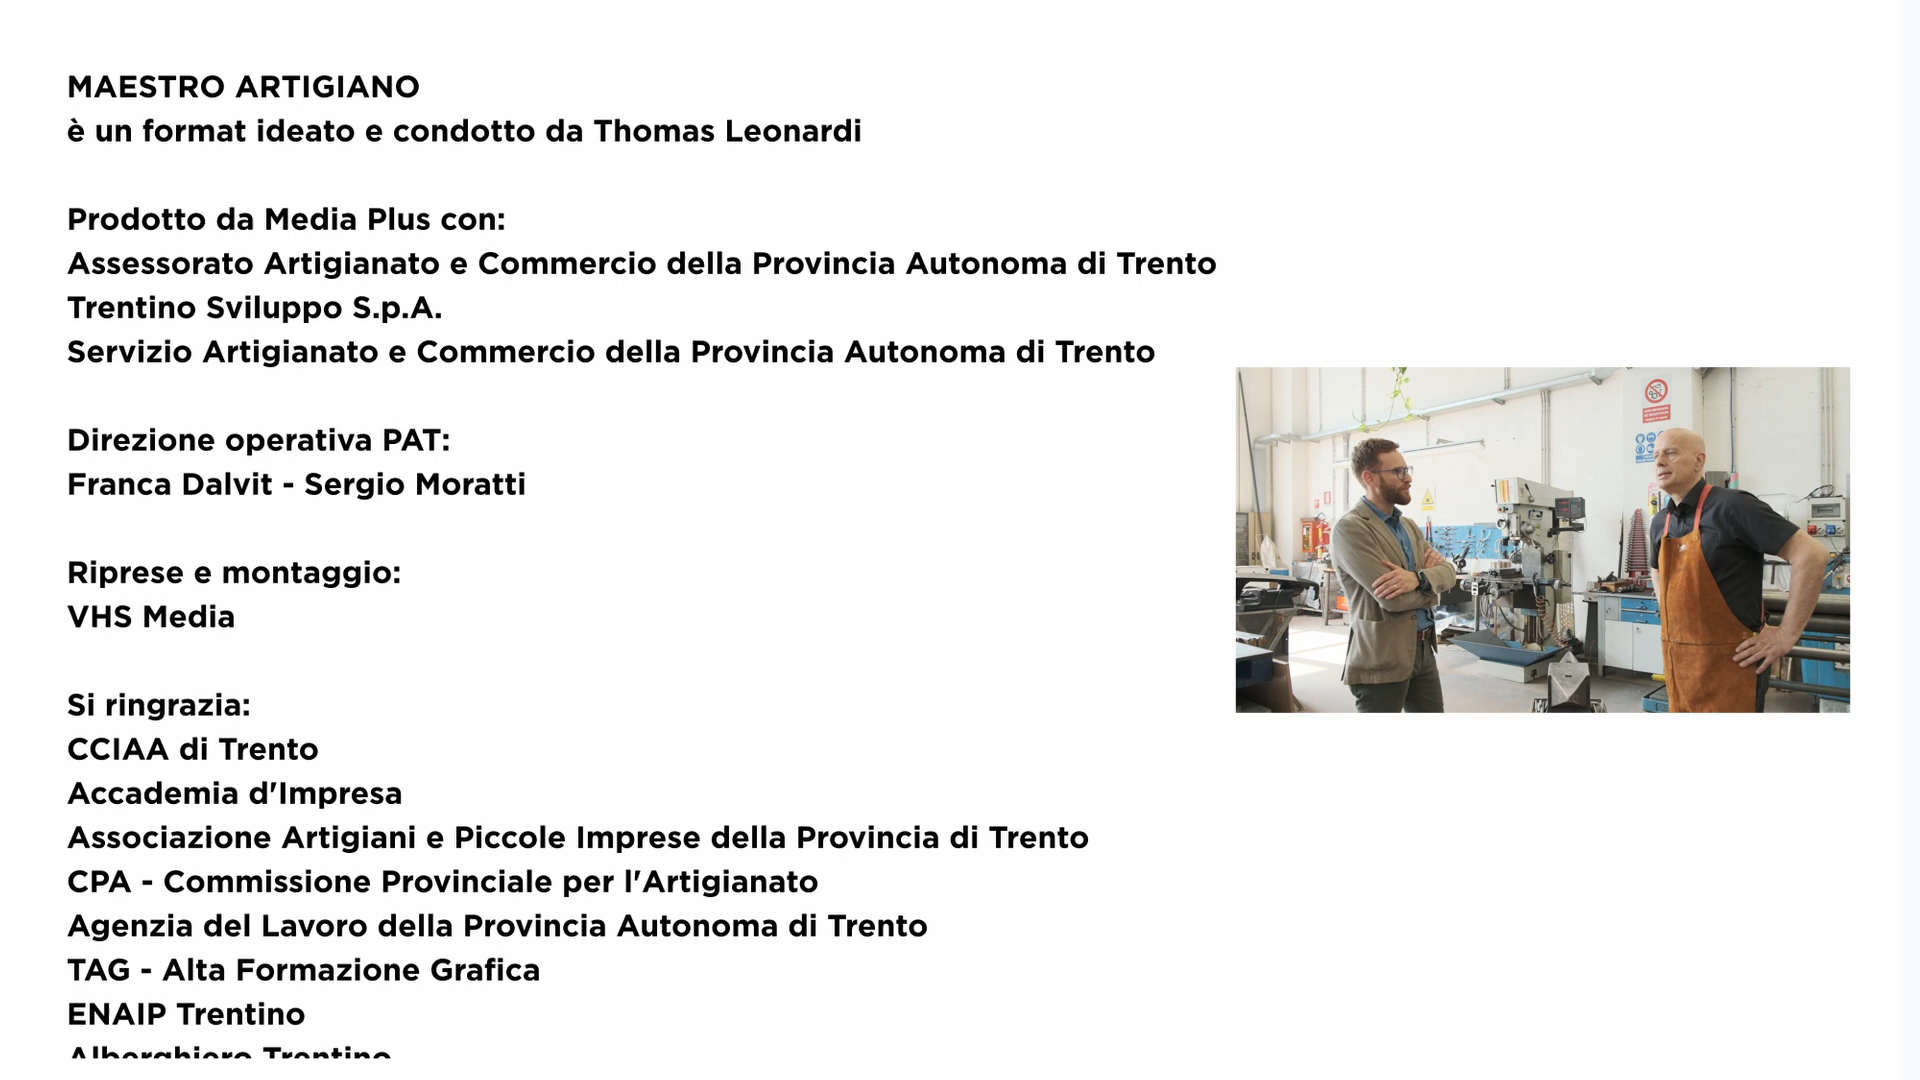 MAESTRO ARTIGIANO
è un format ideato e condotto da Thomas Leonardi
Prodotto da Media Plus con:
Assessorato Artigianato e Commercio della Provincia Autonoma di Trento
Trentino Sviluppo S.p.A.
Servizio Artigianato e Commercio della Provincia Autonoma di Trento
Direzione operativa PAT:
Franca Dalvit - Sergio Moratti
Riprese e montaggio:
VHS Media
Si ringrazia:
CCIAA di Trento
Accademia d'Impresa
Associazione Artigiani e Piccole Imprese della Provincia di Trento
CPA - Commissione Provinciale per l'Artigianato
Agenzia del Lavoro della Provincia Autonoma di Trento
TAG - Alta Formazione Grafica
ENAIP Trentino
Alberghiero Trentino